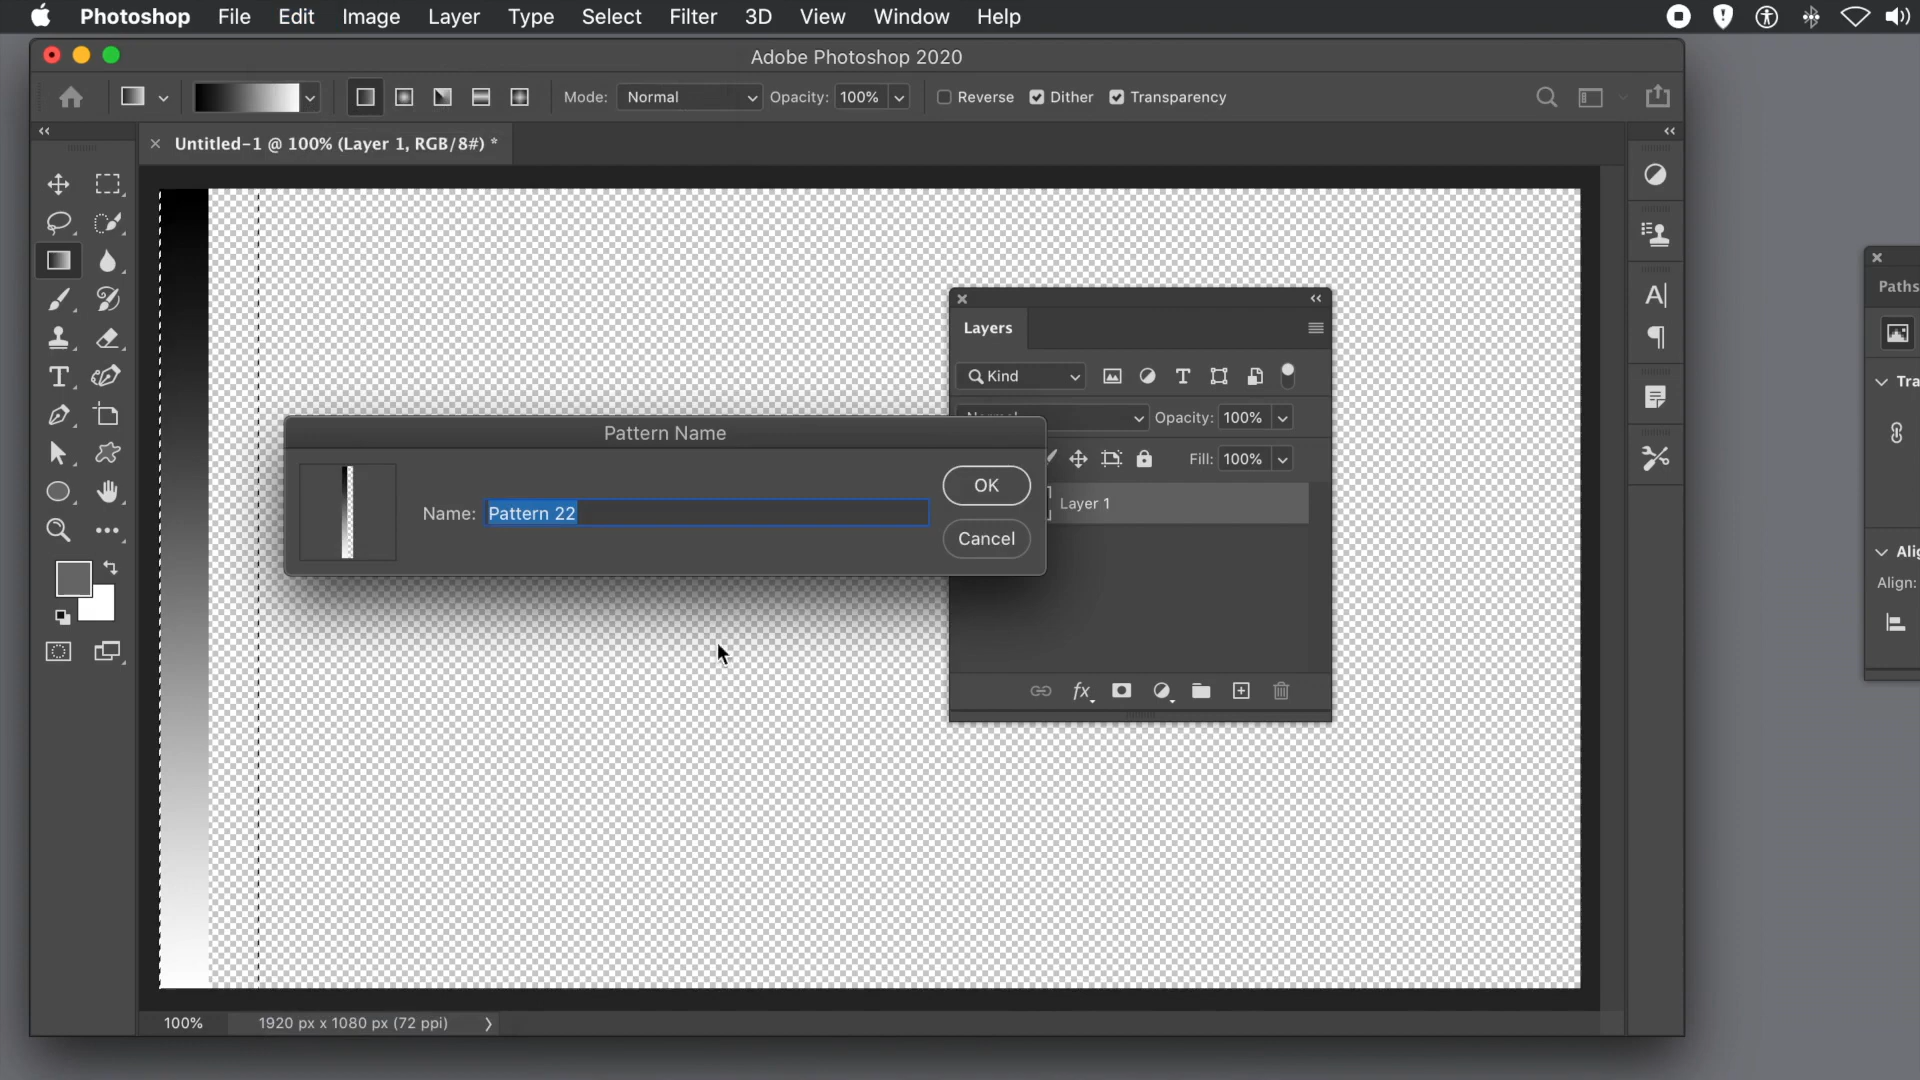 Photoshop File Edit Image Layer Type Select Filter 3D View Window Help
Adobe Photoshop 2020
Mode: Normal Opacity: 100% Reverse Dither Transparency
Untitled-1 @ 100% (Layer 1, RGB/8#) *
Paths
Layers
Kind
Opacity: 100%
Fill: 100%
Layer 1
Pattern Name
Name: Pattern 22
OK
Cancel
Align:
100% 1920 px x 1080 px (72 ppi)